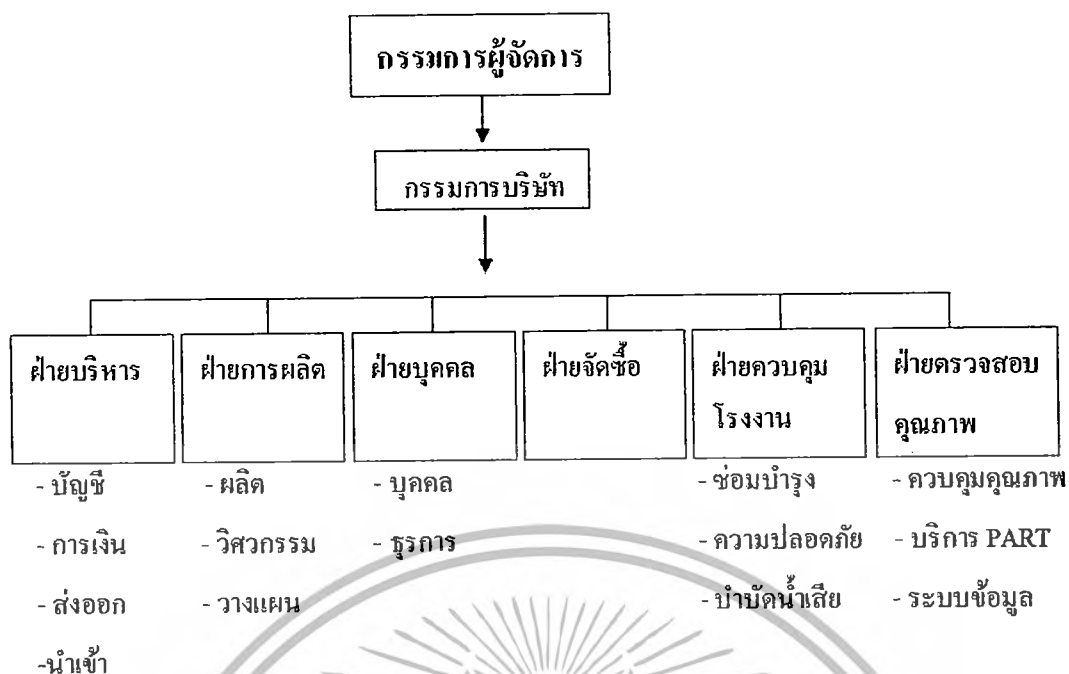 กรรมการผู้จัดการ
กรรมการบริษัท
ฝ่ายบริหาร
- บัญชี
- การเงิน
- ส่งออก
-นำเข้า
ฝ่ายการผลิต
- ผลิต
- วิศวกรรม
- วางแผน
ฝ่ายบุคคล
- บุคคล
- ธุรการ
ฝ่ายจัดซื้อ
ฝ่ายควบคุม
โรงงาน
- ซ่อมบำรุง
- ความปลอดภัย
- บำบัดน้ำเสีย
ฝ่ายตรวจสอบ
คุณภาพ
- ควบคุมคุณภาพ
- บริการ PART
- ระบบข้อมูล